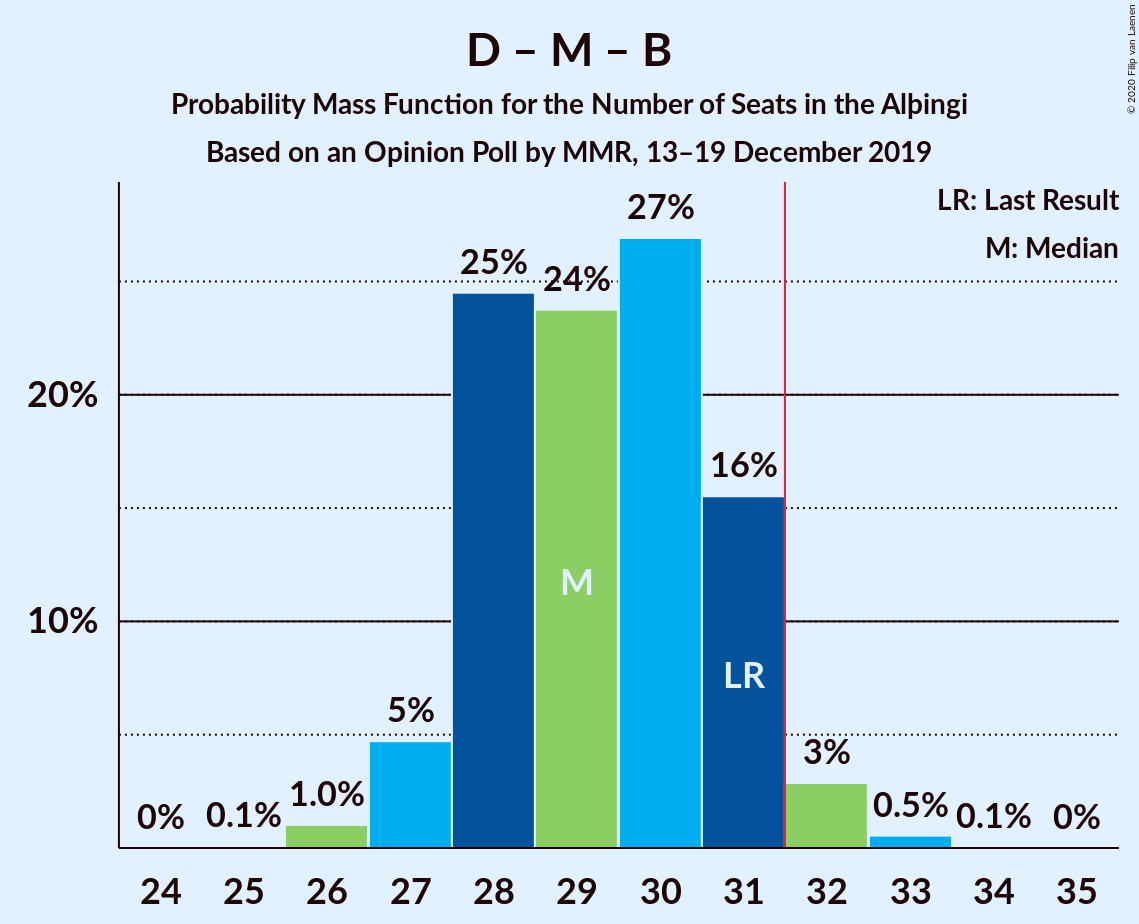 D – M – B
Probability Mass Function for the Number of Seats in the Alþingi
Based on an Opinion Poll by MMR, 13–19 December 2019
© 2020 Filip van Laenen
LR: Last Result
M: Median
27%
25%
24%
20%
16%
M
10%
LR
5%
3%
1.0%
0.5%
0%
0.1%
0.1%
0%
24 25 26 27 28 29 30 31 32 33 34 35